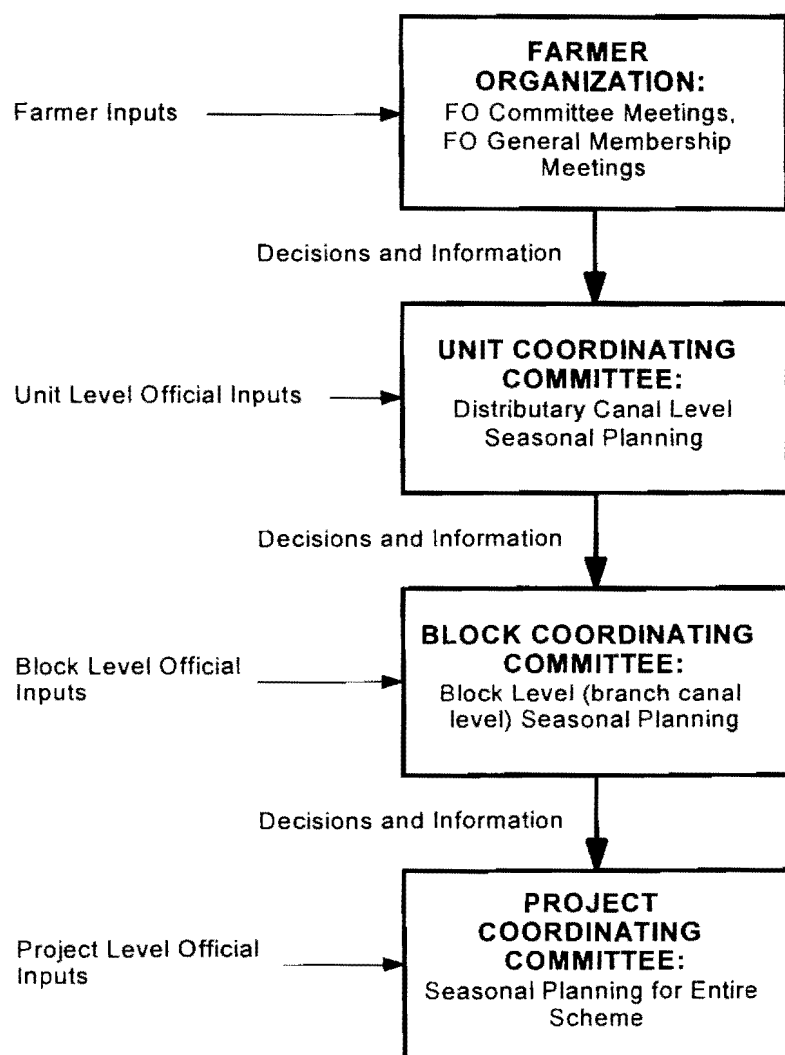 FARMER
ORGANIZATION:
Farmer Inputs
FO Committee Meetings,
FO General Membership
Meetings
Decisions and Information
UNIT COORDINATING
COMMITTEE:
Unit Level Official Inputs
Distributary Canal Level
Seasonal Planning
Decisions and Information
BLOCK COORDINATING
COMMITTEE:
Block Level Official
Inputs
Block Level (branch canal
level) Seasonal Planning
Decisions and Information
PROJECT
COORDINATING
COMMITTEE:
Project Level Official
Inputs
Seasonal Planning for Entire
Scheme